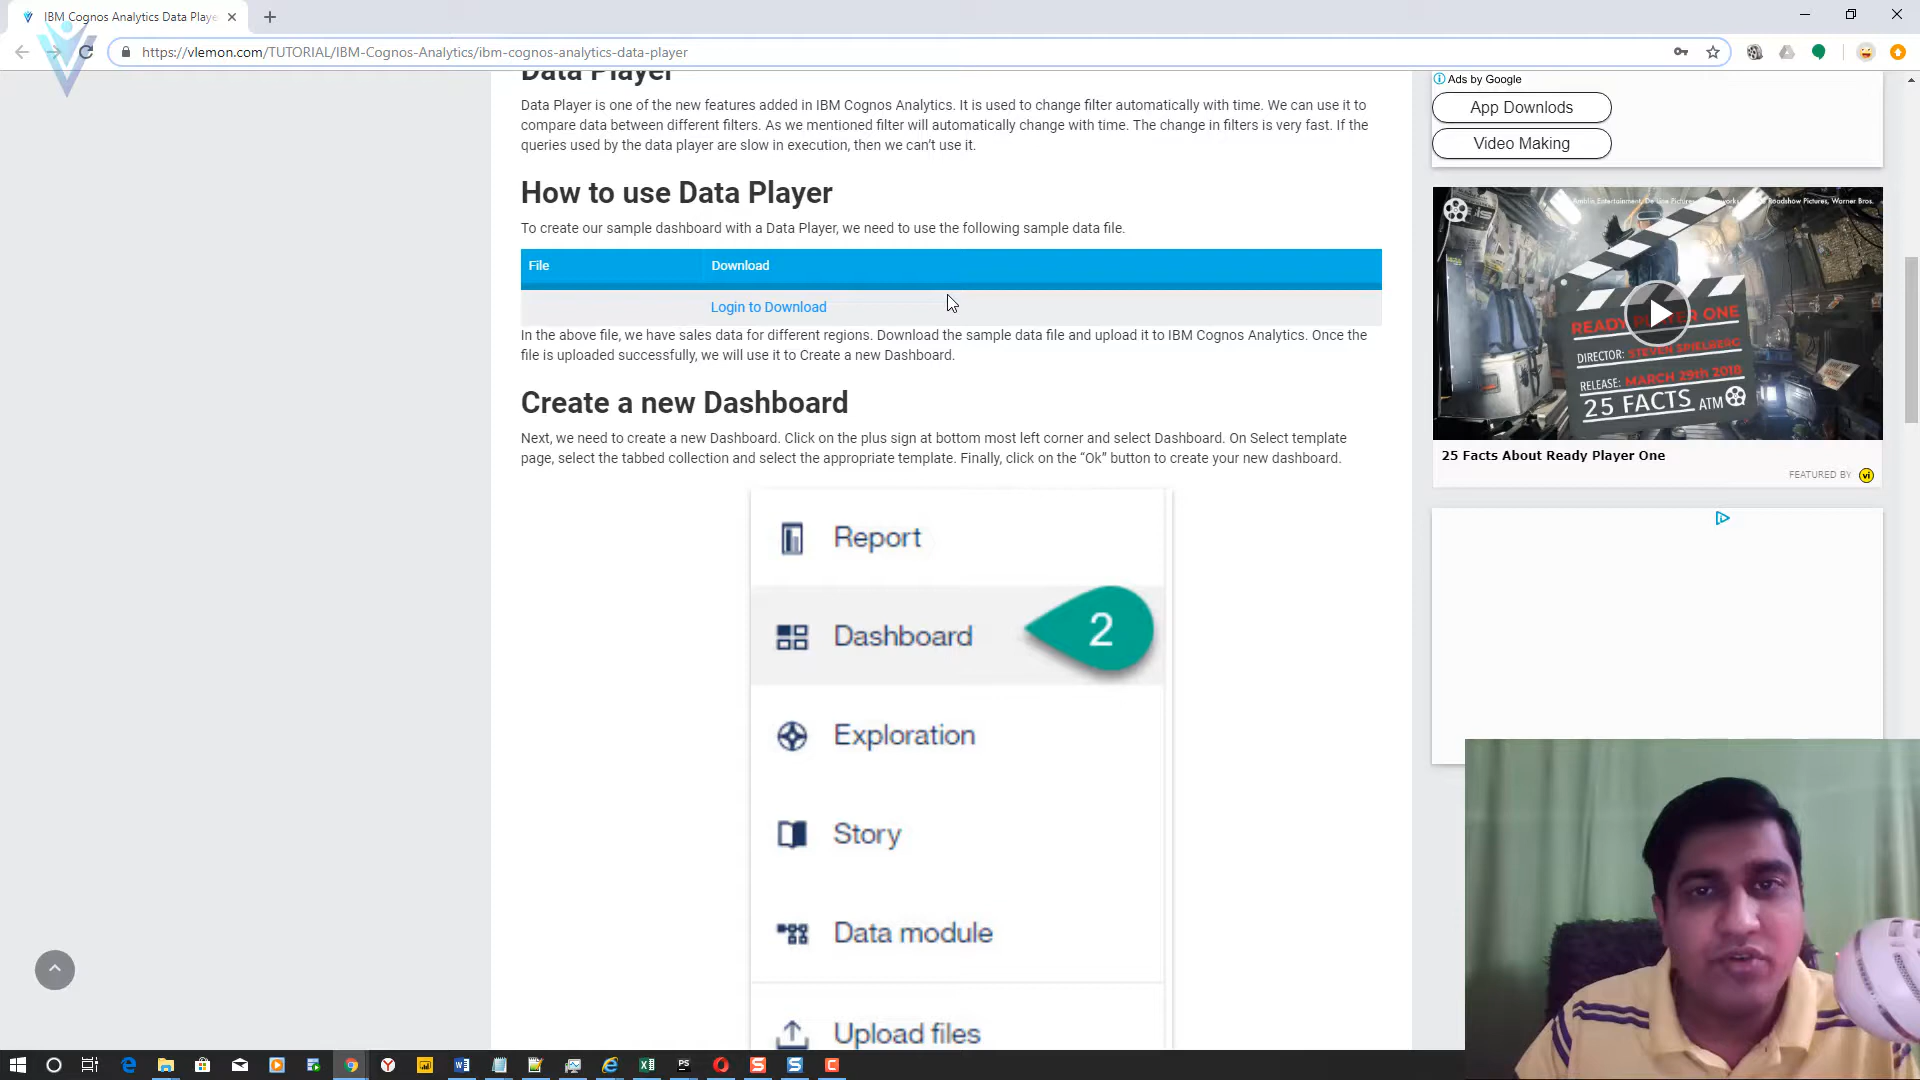 IBM Cognos Analytics Data Playe
https://vlemon.com/TUTORIAL/IBM-Cognos-Analytics/ibm-cognos-analytics-data-player
Data Player
Data Player is one of the new features added in IBM Cognos Analytics. It is used to change filter automatically with time. We can use it to
compare data between different filters. As we mentioned filter will automatically change with time. The change in filters is very fast. If the
queries used by the data player are slow in execution, then we can't use it.
How to use Data Player
To create our sample dashboard with a Data Player, we need to use the following sample data file.
File Download
Login to Download
In the above file, we have sales data for different regions. Download the sample data file and upload it to IBM Cognos Analytics. Once the
file is uploaded successfully, we will use it to Create a new Dashboard.
Create a new Dashboard
Next, we need to create a new Dashboard. Click on the plus sign at bottom most left corner and select Dashboard. On Select template
page, select the tabbed collection and select the appropriate template. Finally, click on the “Ok” button to create your new dashboard.
Report
Dashboard 2
Exploration
Story
Data module
Upload files
Ads by Google
App Downlods
Video Making
Roadshow Pictures, Warner Bros.
READY PLAYER ONE
DIRECTOR: STEVEN SPIELBERG
RELEASE: MARCH 29th 2018
25 FACTS ATM
25 Facts About Ready Player One
FEATURED BY vi